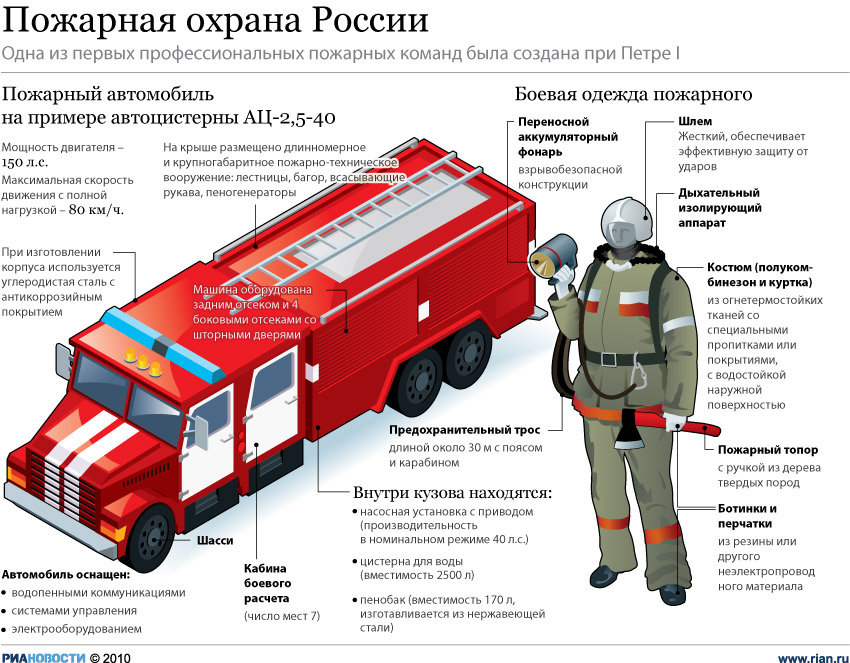 Пожарная охрана России
Одна из первых профессиональных пожарных команд была создана при Петре I
Пожарный автомобиль
на примере автоцистерны АЦ-2,5-40
Мощность двигателя –
150 л.с.
Максимальная скорость
движения с полной
нагрузкой – 80 км/ч.
На крыше размещено длинномерное
и крупногабаритное пожарно-техническое
вооружение: лестницы, багор, всасывающие
рукава, пеногенераторы
При изготовлении
корпуса используется
углеродистая сталь с
антикоррозийным
покрытием
Машина оборудована
задним отсеком и 4
боковыми отсеками со
шторными дверями
Шасси
Автомобиль оснащен:
• водопенными коммуникациями
• системами управления
• электрооборудованием
Кабина
боевого
расчета
(число мест 7)
Внутри кузова находятся:
• насосная установка с приводом
(производительность
в номинальном режиме 40 л.с.)
• цистерна для воды
(вместимость 2500 л)
• пенобак (вместимость 170 л,
изготавливается из нержавеющей
стали)
Боевая одежда пожарного
Переносной
аккумуляторный
фонарь
взрывобезопасной
конструкции
Шлем
Жесткий, обеспечивает
эффективную защиту от
ударов
Дыхательный
изолирующий
аппарат
Костюм (полуком-
бинезон и куртка)
из огнетермостойких
тканей со
специальными
пропитками или
покрытиями,
с водостойкой
наружной
поверхностью
Предохранительный трос
длиной около 30 м с поясом
и карабином
Пожарный топор
с ручкой из дерева
твердых пород
Ботинки и
перчатки
из резины или
другого
неэлектропровод
ного материала
РИАНОВОСТИ © 2010
www.rian.ru